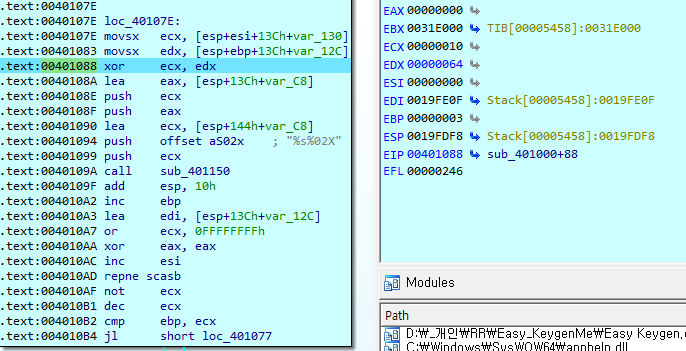 .text:0040107E
.text:0040107E loc_40107E:
.text:0040107E movsx ecx, [esp+esi+13Ch+var_130]
.text:00401083 movsx edx, [esp+ebp+13Ch+var_12C]
.text:00401088 xor ecx, edx
.text:0040108A lea eax, [esp+13Ch+var_C8]
.text:0040108E push ecx
.text:0040108F push eax
.text:00401090 lea ecx, [esp+144h+var_C8]
.text:00401094 push offset aS02x ; "%s%02X"
.text:00401099 push ecx
.text:0040109A call sub_401150
.text:0040109F add esp, 10h
.text:004010A2 inc ebp
.text:004010A3 lea edi, [esp+13Ch+var_12C]
.text:004010A7 or ecx, 0FFFFFFFFh
.text:004010AA xor eax, eax
.text:004010AC inc esi
.text:004010AD repne scasb
.text:004010AF not ecx
.text:004010B1 dec ecx
.text:004010B2 cmp ebp, ecx
.text:004010B4 jl short loc_401077
EAX 00000000
EBX 0031E000 TIB[00005458]:0031E000
ECX 00000010
EDX 00000064
ESI 00000000
EDI 0019FE0F Stack[00005458]:0019FE0F
EBP 00000003
ESP 0019FDF8 Stack[00005458]:0019FDF8
EIP 00401088 sub_401000+88
EFL 00000246
Modules
Path
D:₩_개인₩RR₩Easy_KeygenMe₩Easy Keygen.
C:₩Windows₩SysWOW64₩apphelp.dll